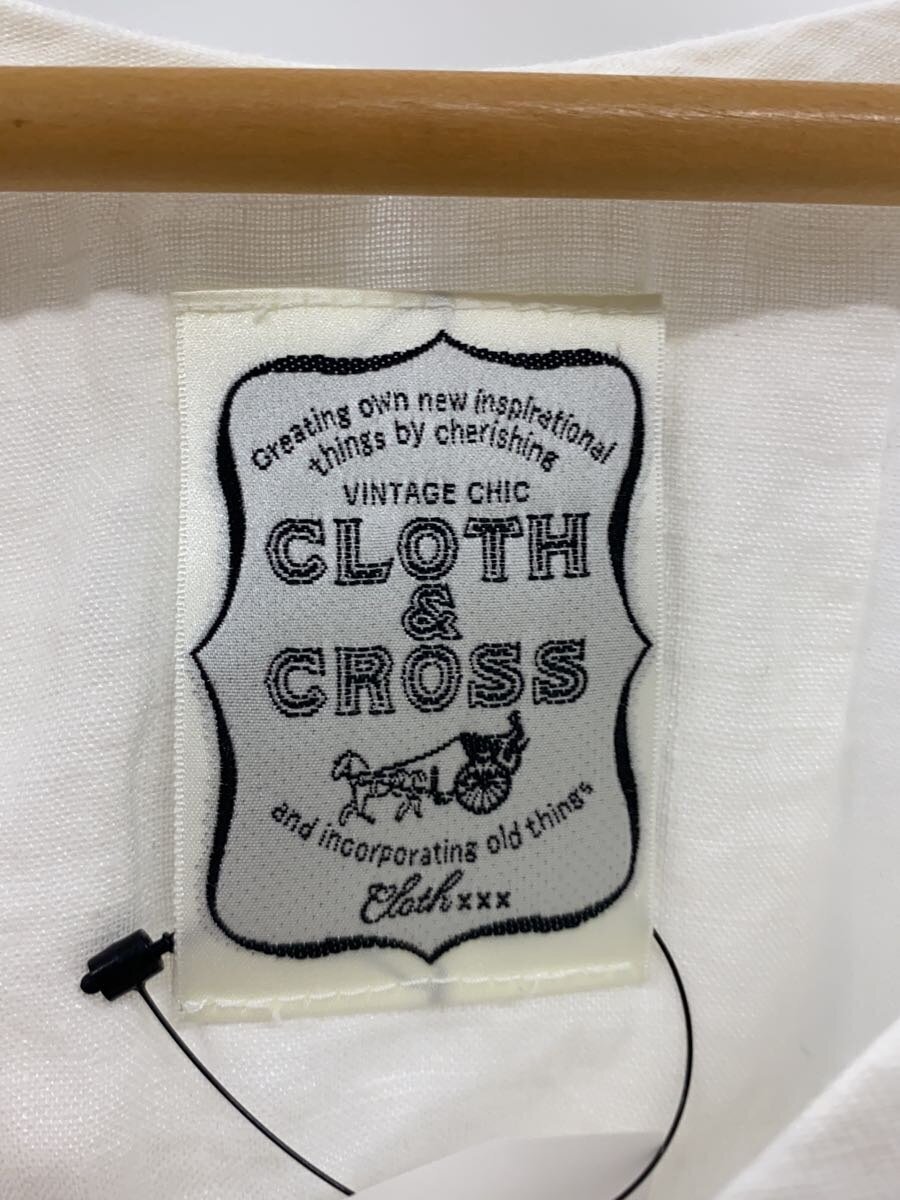 Creating own new inspirational
things by cherishing
VINTAGE CHIC
CLOTH
&
CROSS
and incorporating old things
Cloth xxx